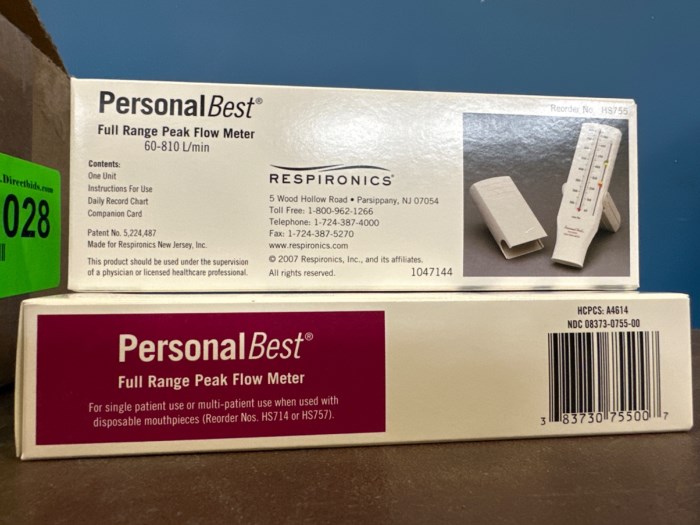 PersonalBest®
Full Range Peak Flow Meter
60-810 L/min
Contents:
One Unit
Instructions For Use
Daily Record Chart
Companion Card
Patent No. 5,224,487
Made for Respironics New Jersey, Inc.
This product should be used under the supervision
of a physician or licensed healthcare professional.
RESPIRONICS®
5 Wood Hollow Road • Parsippany, NJ 07054
Toll Free: 1-800-962-1266
Telephone: 1-724-387-4000
Fax: 1-724-387-5270
www.respironics.com
© 2007 Respironics, Inc., and its affiliates.
All rights reserved. 1047144
Reorder No. HS755
PersonalBest
.Directbids.com
028
PersonalBest®
Full Range Peak Flow Meter
For single patient use or multi-patient use when used with
disposable mouthpieces (Reorder Nos. HS714 or HS757).
HCPCS: A4614
NDC 08373-0755-00
3 83730 75500 7